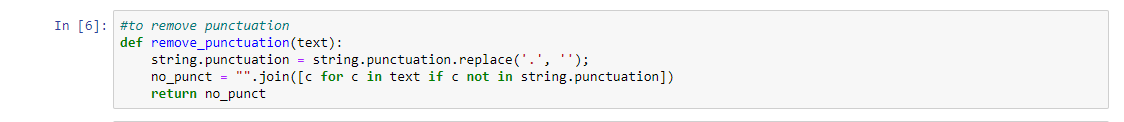 In [6]: #to remove punctuation
def remove_punctuation(text):
    string.punctuation = string.punctuation.replace('.', '');
    no_punct = "".join([c for c in text if c not in string.punctuation])
    return no_punct